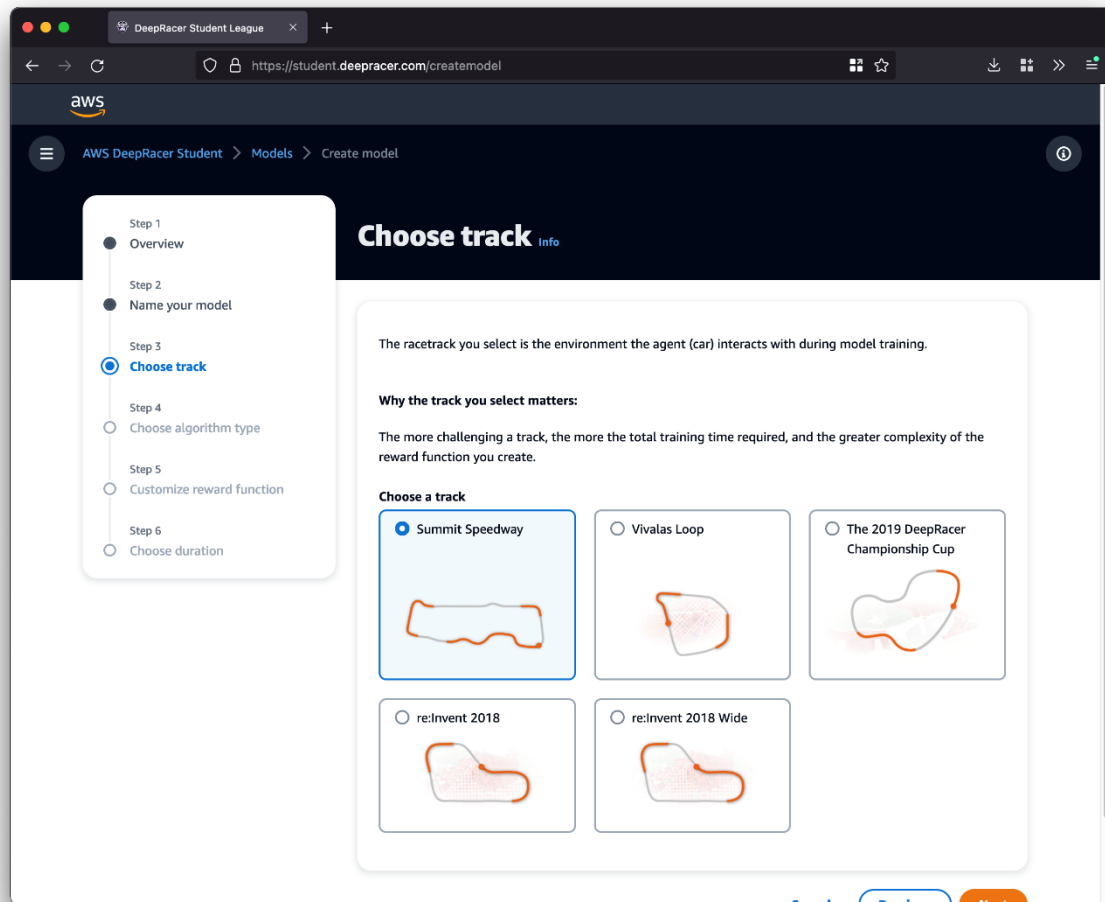 DeepRacer Student League
https://student.deepracer.com/createmodel
aws
AWS DeepRacer Student > Models > Create model
Step 1
Overview
Step 2
Name your model
Step 3
Choose track
Step 4
Choose algorithm type
Step 5
Customize reward function
Step 6
Choose duration
Choose track Info
The racetrack you select is the environment the agent (car) interacts with during model training.
Why the track you select matters:
The more challenging a track, the more the total training time required, and the greater complexity of the
reward function you create.
Choose a track
Summit Speedway
Vivalas Loop
The 2019 DeepRacer
Championship Cup
re:Invent 2018
re:Invent 2018 Wide